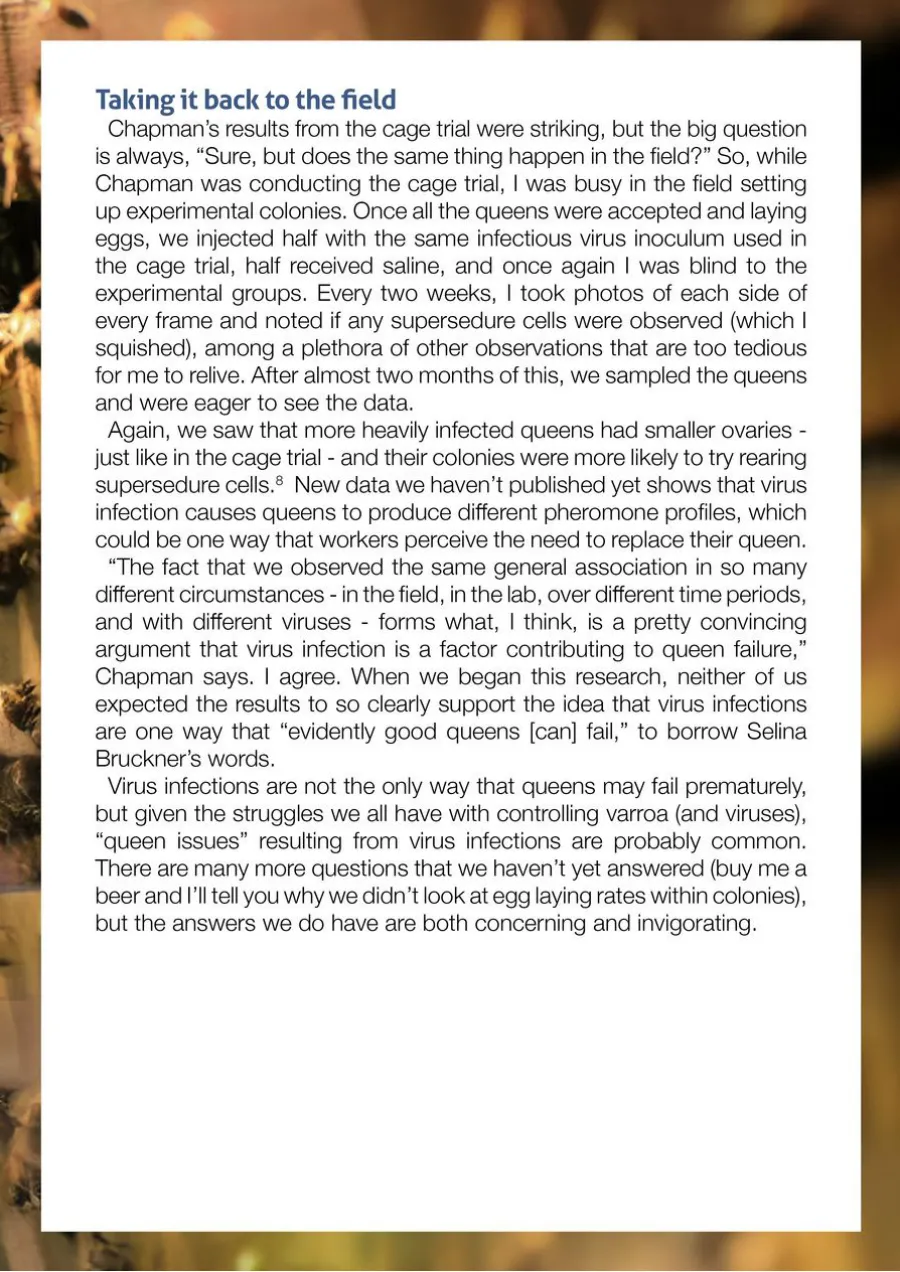 Taking it back to the field
Chapman’s results from the cage trial were striking, but the big question
is always, “Sure, but does the same thing happen in the field?” So, while
Chapman was conducting the cage trial, I was busy in the field setting
up experimental colonies. Once all the queens were accepted and laying
eggs, we injected half with the same infectious virus inoculum used in
the cage trial, half received saline, and once again I was blind to the
experimental groups. Every two weeks, I took photos of each side of
every frame and noted if any supersedure cells were observed (which I
squished), among a plethora of other observations that are too tedious
for me to relive. After almost two months of this, we sampled the queens
and were eager to see the data.
Again, we saw that more heavily infected queens had smaller ovaries -
just like in the cage trial - and their colonies were more likely to try rearing
supersedure cells.⁸ New data we haven’t published yet shows that virus
infection causes queens to produce different pheromone profiles, which
could be one way that workers perceive the need to replace their queen.
“The fact that we observed the same general association in so many
different circumstances - in the field, in the lab, over different time periods,
and with different viruses - forms what, I think, is a pretty convincing
argument that virus infection is a factor contributing to queen failure,”
Chapman says. I agree. When we began this research, neither of us
expected the results to so clearly support the idea that virus infections
are one way that “evidently good queens [can] fail,” to borrow Selina
Bruckner’s words.
Virus infections are not the only way that queens may fail prematurely,
but given the struggles we all have with controlling varroa (and viruses),
“queen issues” resulting from virus infections are probably common.
There are many more questions that we haven’t yet answered (buy me a
beer and I’ll tell you why we didn’t look at egg laying rates within colonies),
but the answers we do have are both concerning and invigorating.